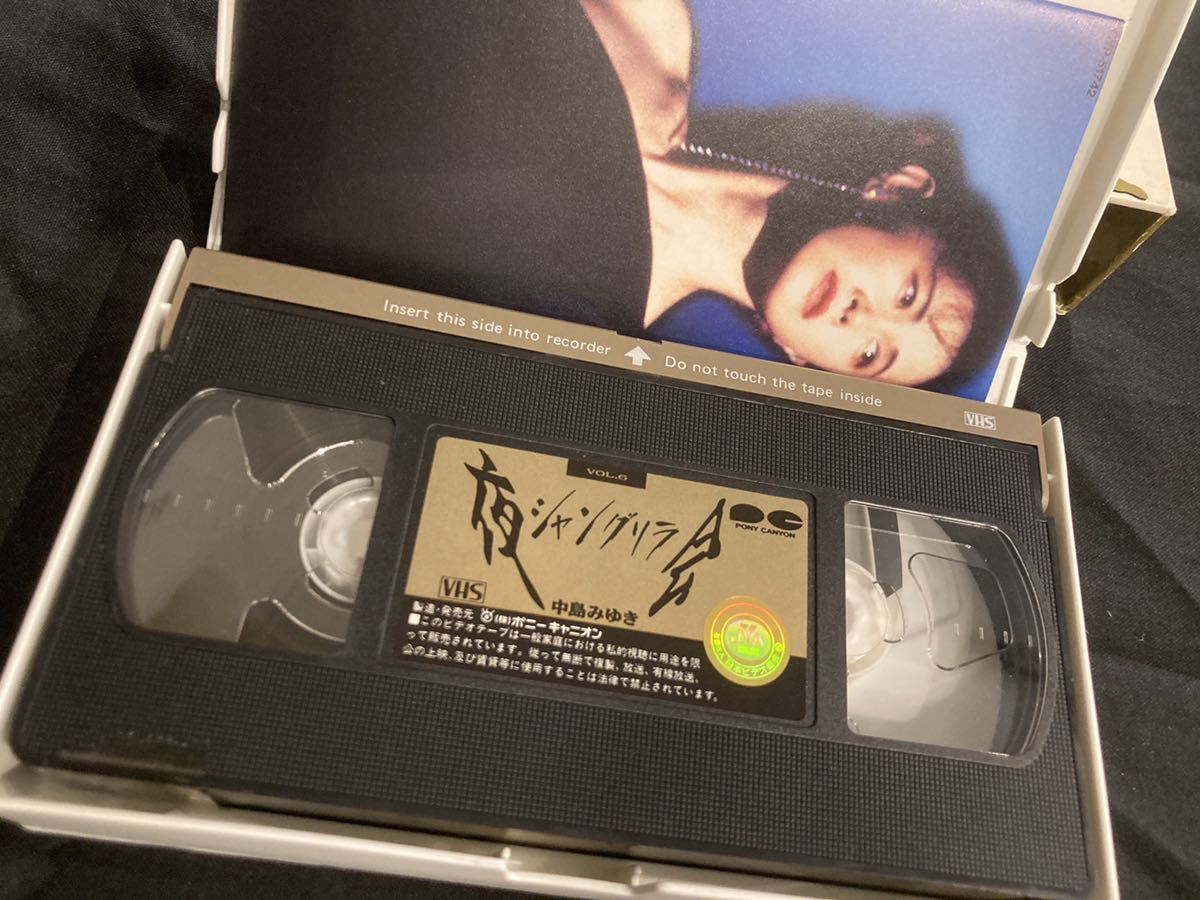 51742
Insert this side into recorder ⇧ Do not touch the tape inside
VHS
VOL.6
夜シャングリラ会
PONY CANYON
VHS
中島みゆき
製造・発売元 (株)ポニーキャニオン
■このビデオテープは一般家庭における私的視聴に用途を限
って販売されています。従って無断で複製、放送、有線放送、
公の上映、及び賃貸等に使用することは法律で禁止されています。